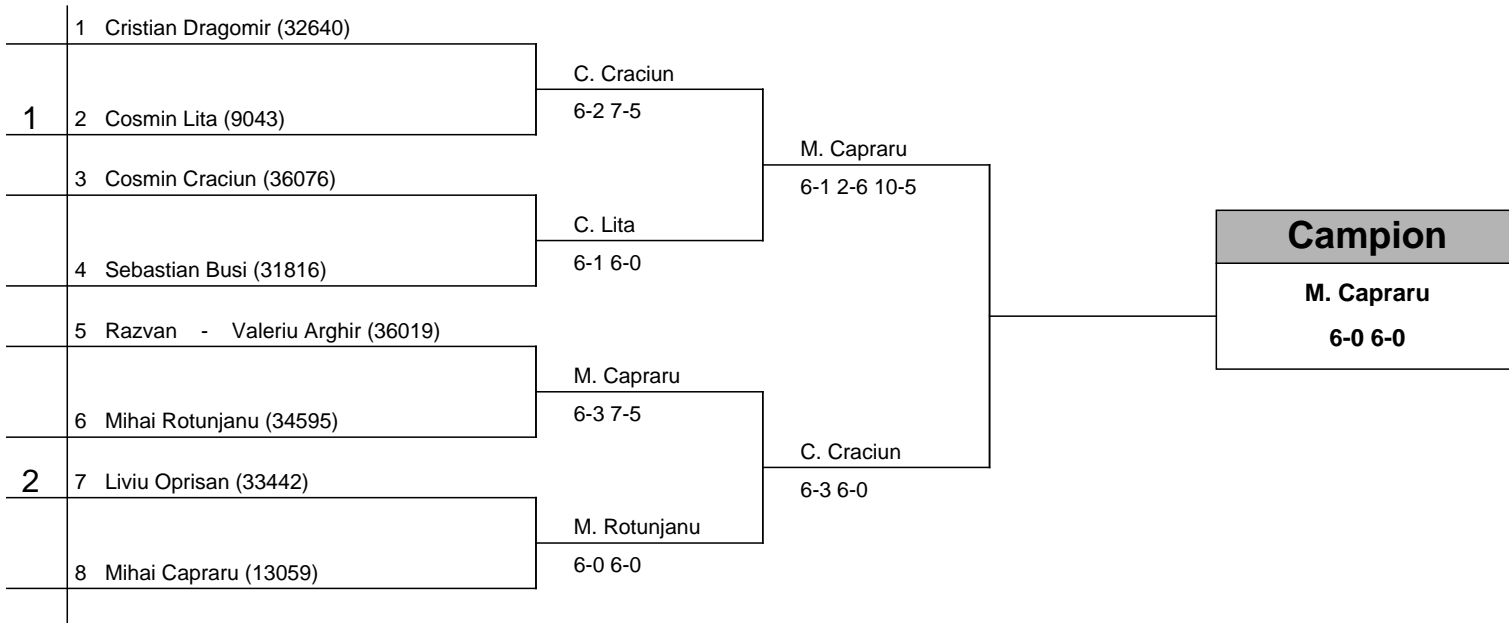 1 Cristian Dragomir (32640)
C. Craciun
6-2 7-5
1
2 Cosmin Lita (9043)
M. Capraru
6-1 2-6 10-5
3 Cosmin Craciun (36076)
C. Lita
6-1 6-0
4 Sebastian Busi (31816)
Campion
M. Capraru
6-0 6-0
5 Razvan - Valeriu Arghir (36019)
M. Capraru
6-3 7-5
6 Mihai Rotunjanu (34595)
C. Craciun
6-3 6-0
2
7 Liviu Oprisan (33442)
M. Rotunjanu
6-0 6-0
8 Mihai Capraru (13059)